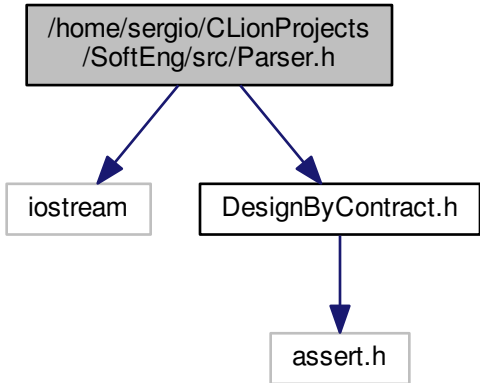 /home/sergio/CLionProjects
/SoftEng/src/Parser.h
iostream
DesignByContract.h
assert.h